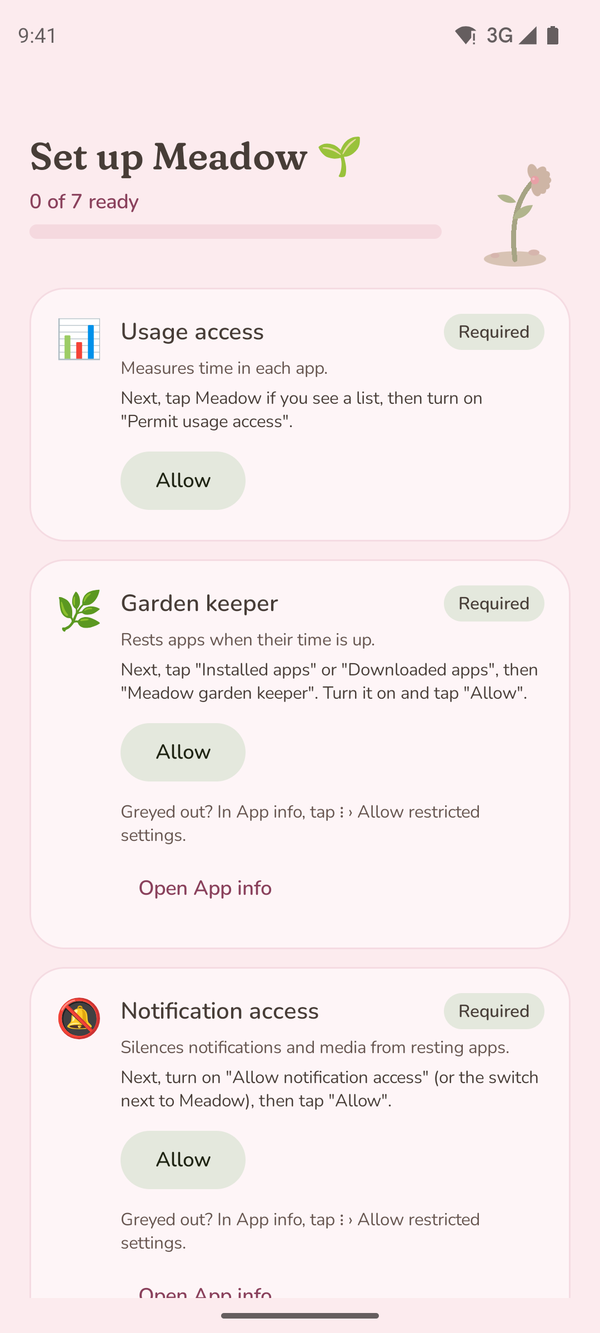 9:41
3G
Set up Meadow 🌱
0 of 7 ready
Usage access
Required
Measures time in each app.
Next, tap Meadow if you see a list, then turn on
"Permit usage access".
Allow
Garden keeper
Required
Rests apps when their time is up.
Next, tap "Installed apps" or "Downloaded apps", then
"Meadow garden keeper". Turn it on and tap "Allow".
Allow
Greyed out? In App info, tap ⋮ › Allow restricted
settings.
Open App info
Notification access
Required
Silences notifications and media from resting apps.
Next, turn on "Allow notification access" (or the switch
next to Meadow), then tap "Allow".
Allow
Greyed out? In App info, tap ⋮ › Allow restricted
settings.
Open App info